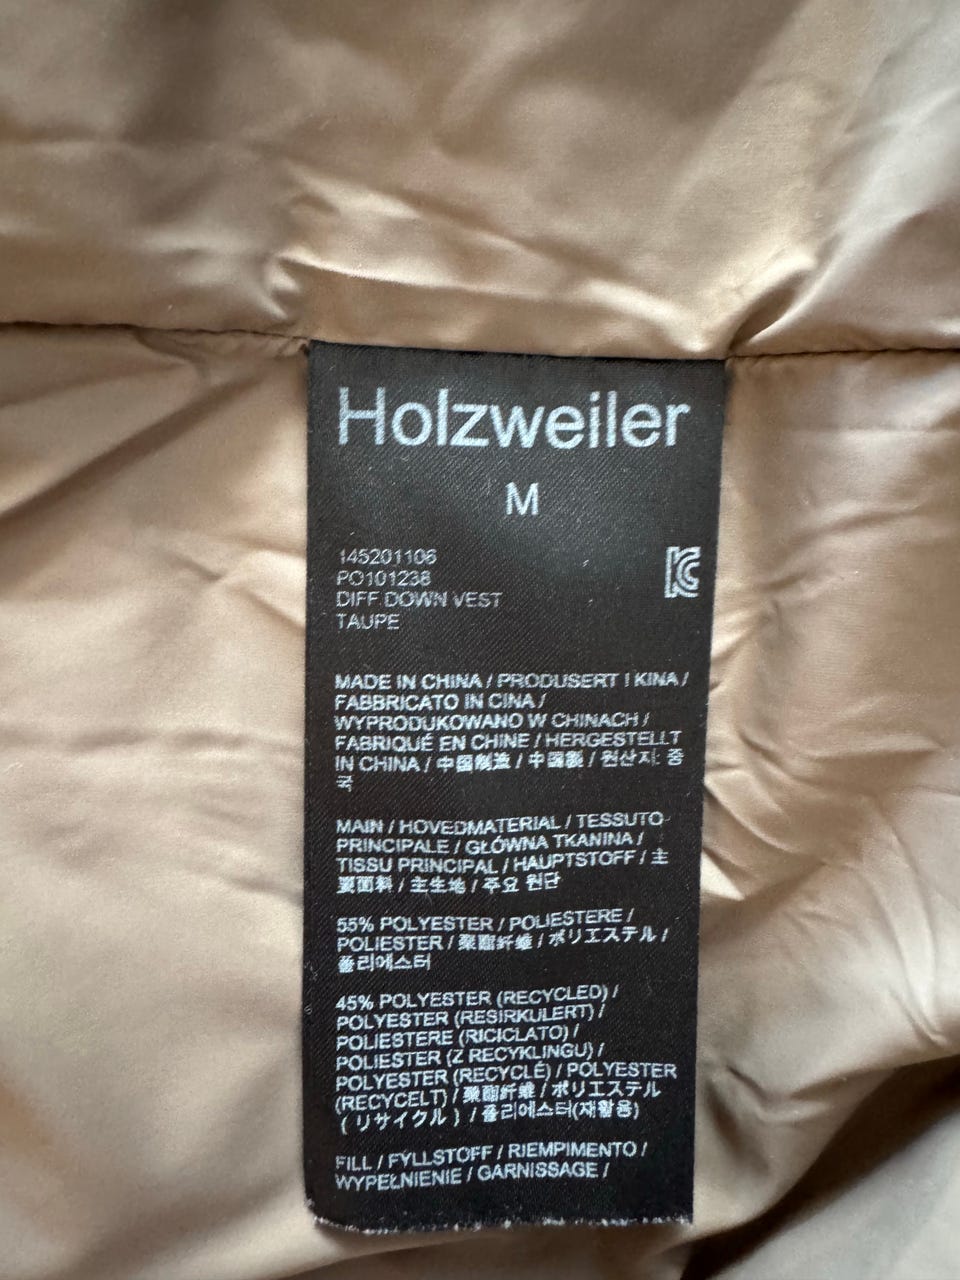 Holzweiler
M
145201106
PO101238
DIFF DOWN VEST
TAUPE
MADE IN CHINA / PRODUSERT I KINA /
FABBRICATO IN CINA /
WYPRODUKOWANO W CHINACH /
FABRIQUÉ EN CHINE / HERGESTELLT
IN CHINA / 中国制造 / 中国製 / 원산지: 중
국
MAIN / HOVEDMATERIAL / TESSUTO
PRINCIPALE / GŁÓWNA TKANINA /
TISSU PRINCIPAL / HAUPTSTOFF / 主
要面料 / 主生地 / 주요 원단
55% POLYESTER / POLIESTERE /
POLIESTER / 聚酯纤维 / ポリエステル /
폴리에스터
45% POLYESTER (RECYCLED) /
POLYESTER (RESIRKULERT) /
POLIESTERE (RICICLATO) /
POLIESTER (Z RECYKLINGU) /
POLYESTER (RECYCLÉ) / POLYESTER
(RECYCELT) / 聚酯纤维 / ポリエステル
(リサイクル) / 폴리에스터(재활용)
FILL / FYLLSTOFF / RIEMPIMENTO /
WYPEŁNIENIE / GARNISSAGE /